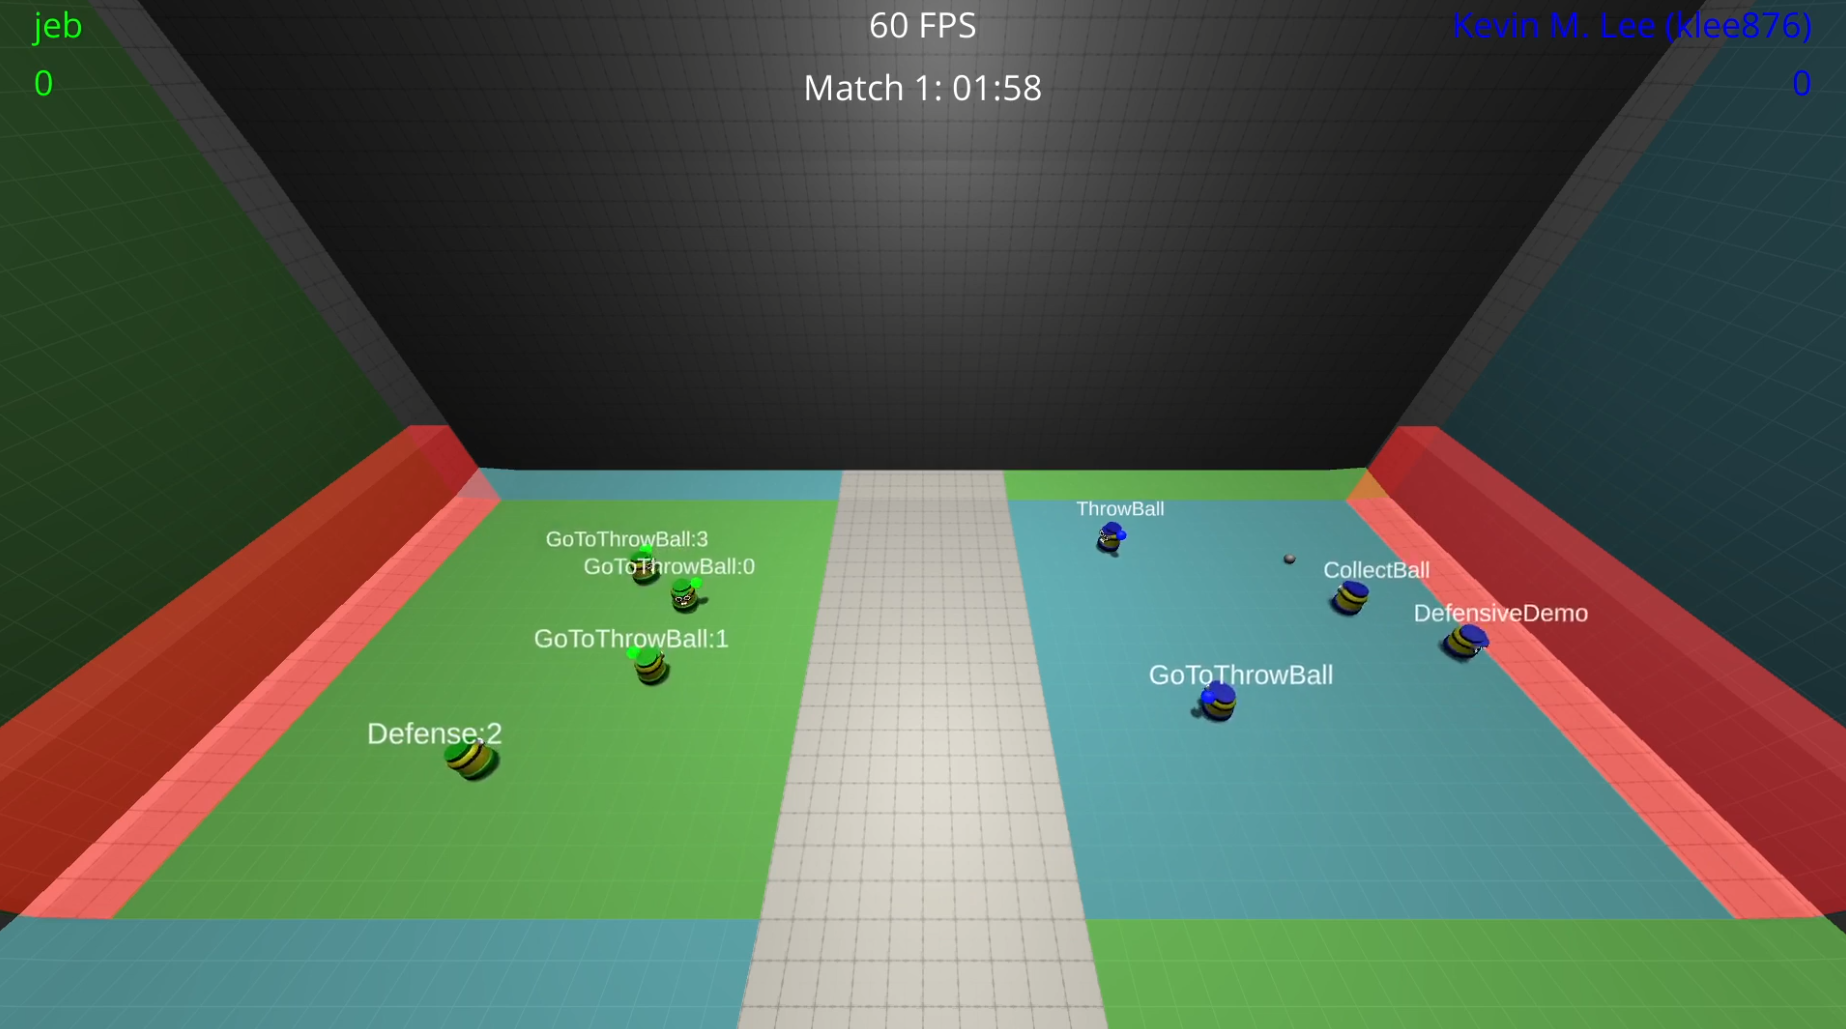 jeb
60 FPS
Kevin M. Lee (klee876)
0
Match 1: 01:58
0
ThrowBall
GoToThrowBall:3
GoToThrowBall:0
CollectBall
DefensiveDemo
GoToThrowBall:1
GoToThrowBall
Defense:2